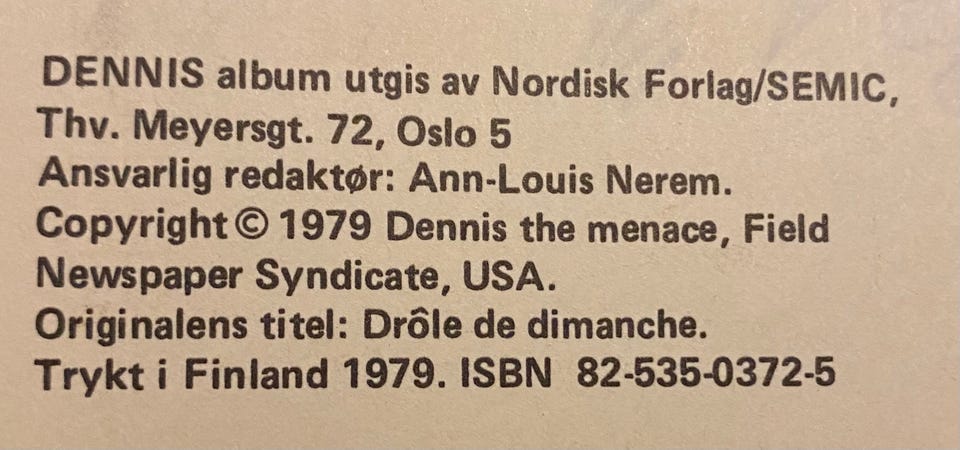 DENNIS album utgis av Nordisk Forlag/SEMIC,
Thv. Meyersgt. 72, Oslo 5
Ansvarlig redaktør: Ann-Louis Nerem.
Copyright © 1979 Dennis the menace, Field
Newspaper Syndicate, USA.
Originalens titel: Drôle de dimanche.
Trykt i Finland 1979. ISBN 82-535-0372-5